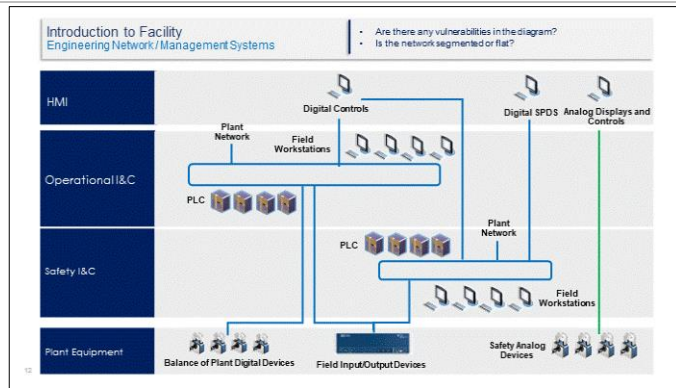 Introduction to Facility
Engineering Network/Management Systems
• Are there any vulnerabilities in the diagram?
• Is the network segmented or flat?
HMI
Digital Controls
Digital SPDS
Analog Displays and
Controls
Operational I&C
Plant
Network
Field
Workstations
PLC
Safety I&C
PLC
Plant
Network
Field
Workstations
Plant Equipment
Balance of Plant Digital Devices
Field Input/Output Devices
Safety Analog
Devices